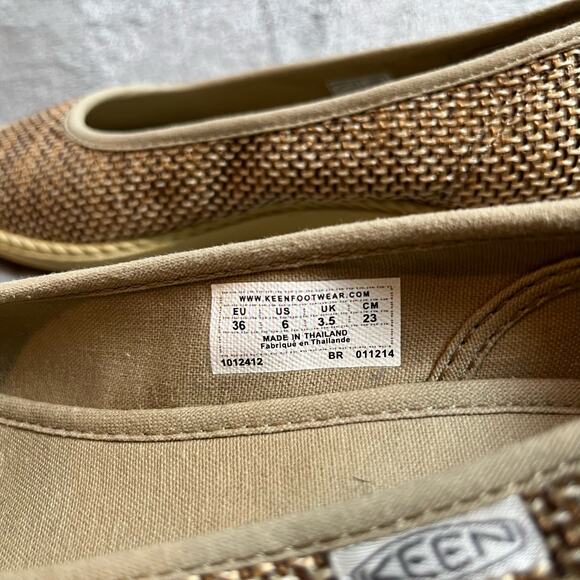 WWW.KEENFOOTWEAR.COM
EU US UK CM
36 6 3.5 23
MADE IN THAILAND
Fabriqué en Thaïlande
1012412 BR 011214
KEEN